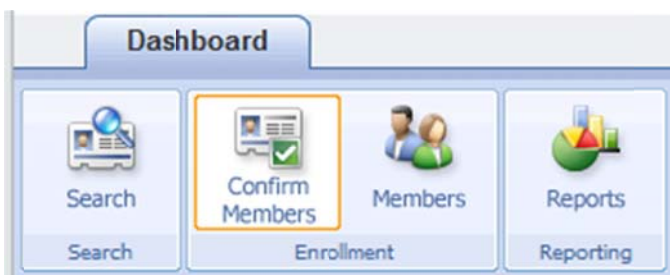 Dashboard
Search
Confirm
Members
Members
Reports
Search
Enrollment
Reporting